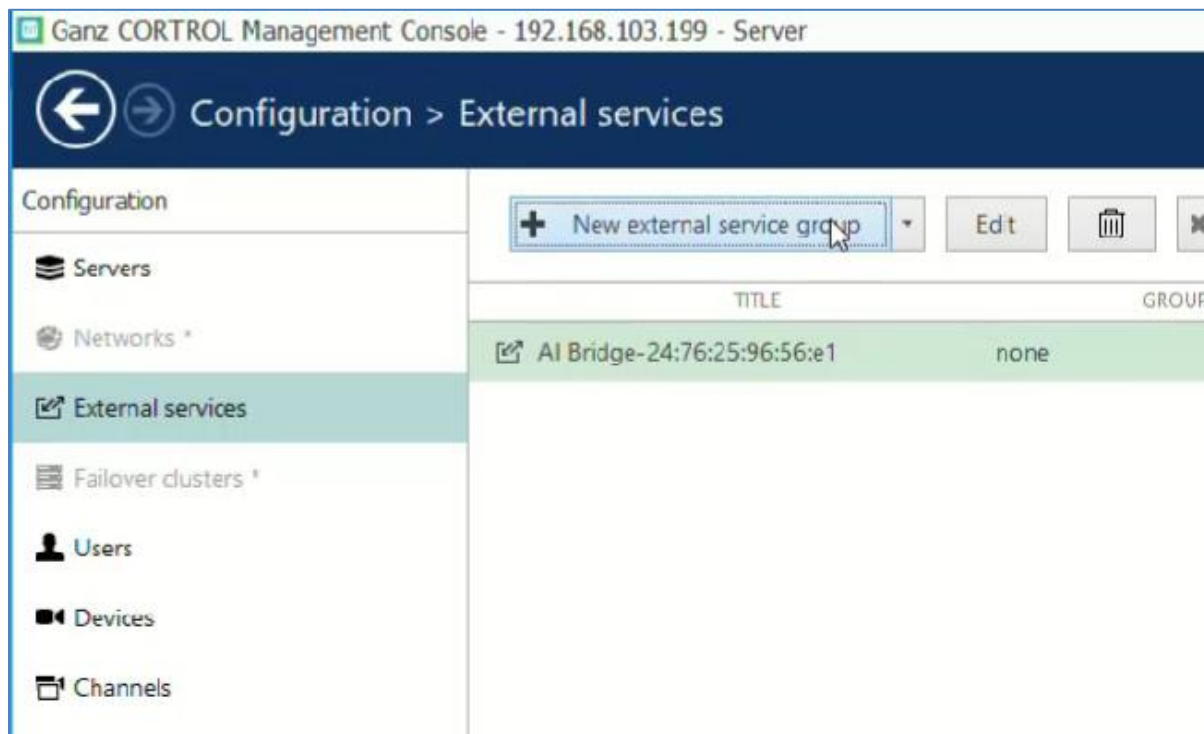 Ganz CORTROL Management Console - 192.168.103.199 - Server
Configuration > External services
Configuration
Servers
Networks *
External services
Failover clusters *
Users
Devices
Channels
New external service group
Edit
TITLE
GROUP
AI Bridge-24:76:25:96:56:e1
none